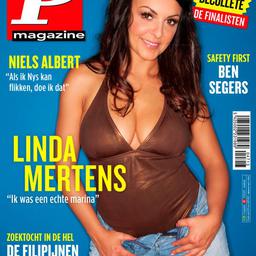 DECOLLETE
DE FINALISTEN
P
magazine
NIELS ALBERT
"Als ik Nys kan
flikken, doe ik dat"
SAFETY FIRST
BEN
SEGERS
LINDA
MERTENS
"Ik was een echte marina"
ZOEKTOCHT IN DE HEL
DE FILIPIJNEN